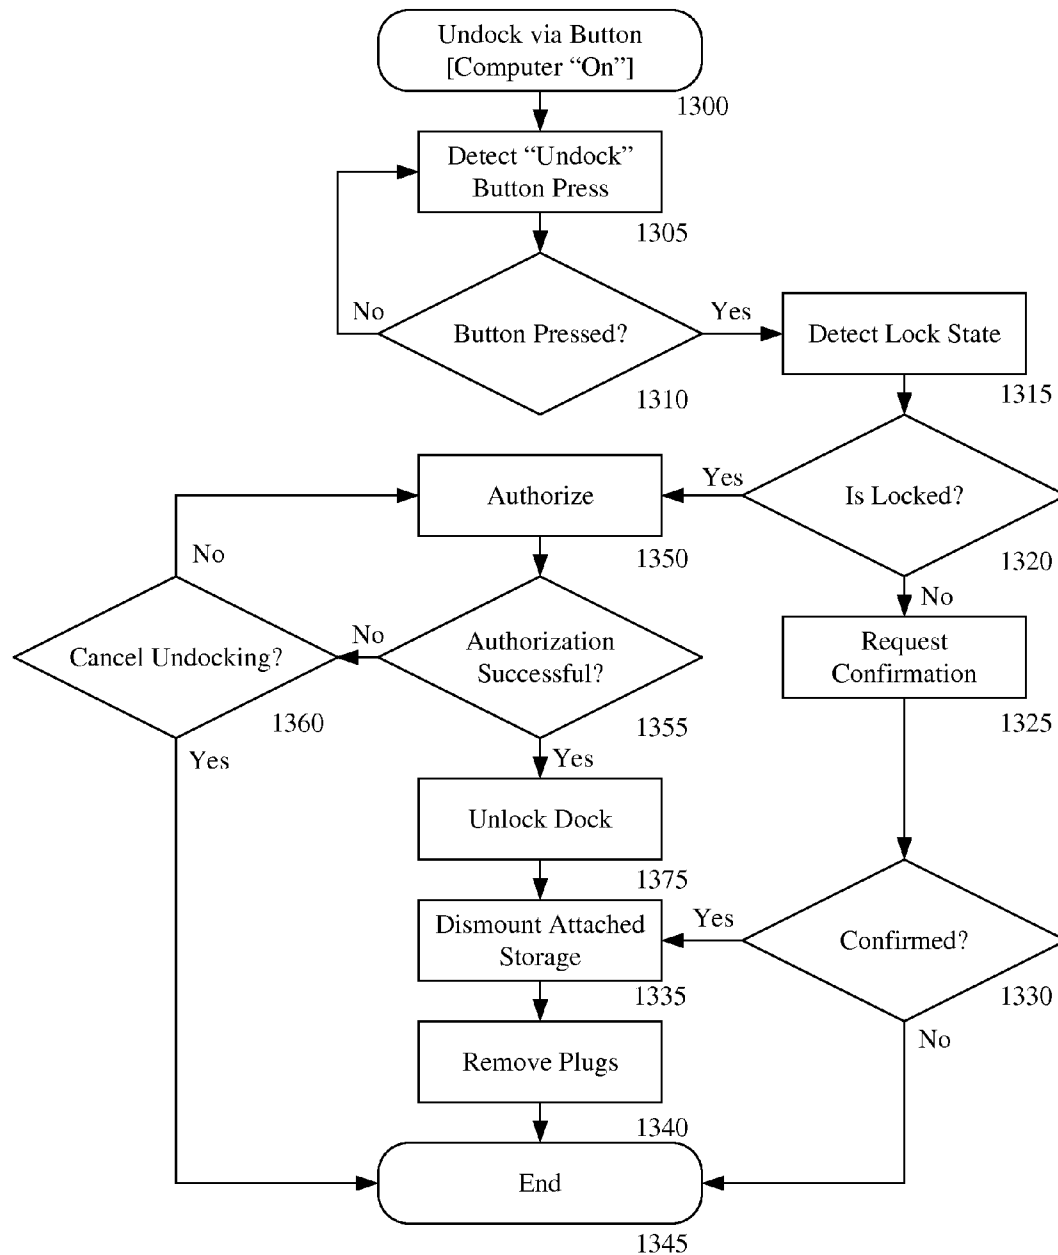 Undock via Button
[Computer “On”]
1300
Detect “Undock”
Button Press
1305
No
Button Pressed?
Yes
1310
Detect Lock State
1315
Authorize
Yes
Is Locked?
1350
1320
No
No
Request
Confirmation
1325
Cancel Undocking?
No
Authorization
Successful?
1360
1355
Yes
Yes
Unlock Dock
1375
Dismount Attached
Storage
Yes
Confirmed?
1335
1330
No
Remove Plugs
1340
End
1345